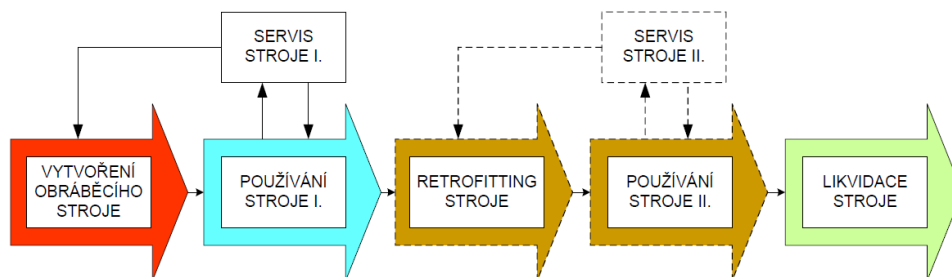 SERVIS
STROJE I.
SERVIS
STROJE II.
VYTVOŘENÍ
OBRÁBĚCÍHO
STROJE
POUŽÍVÁNÍ
STROJE I.
RETROFITTING
STROJE
POUŽÍVÁNÍ
STROJE II.
LIKVIDACE
STROJE